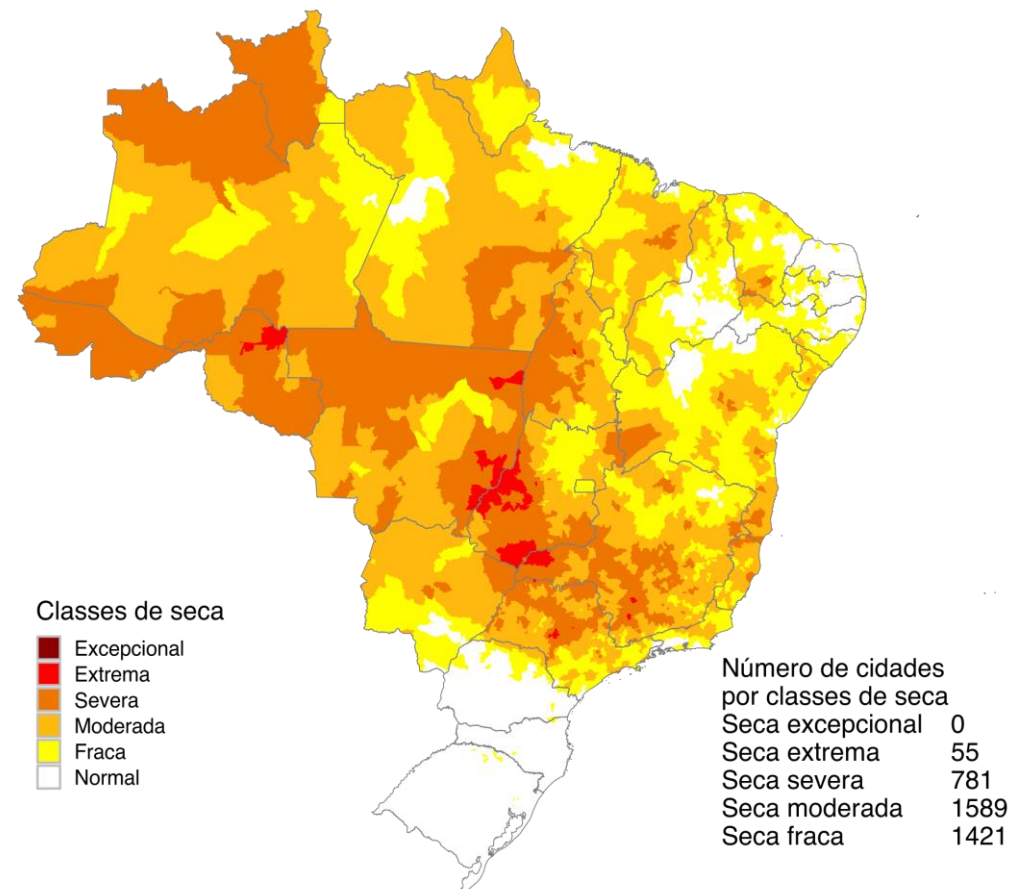 Classes de seca
Excepcional
Extrema
Severa
Moderada
Fraca
Normal
Número de cidades
por classes de seca
Seca excepcional 0
Seca extrema 55
Seca severa 781
Seca moderada 1589
Seca fraca 1421